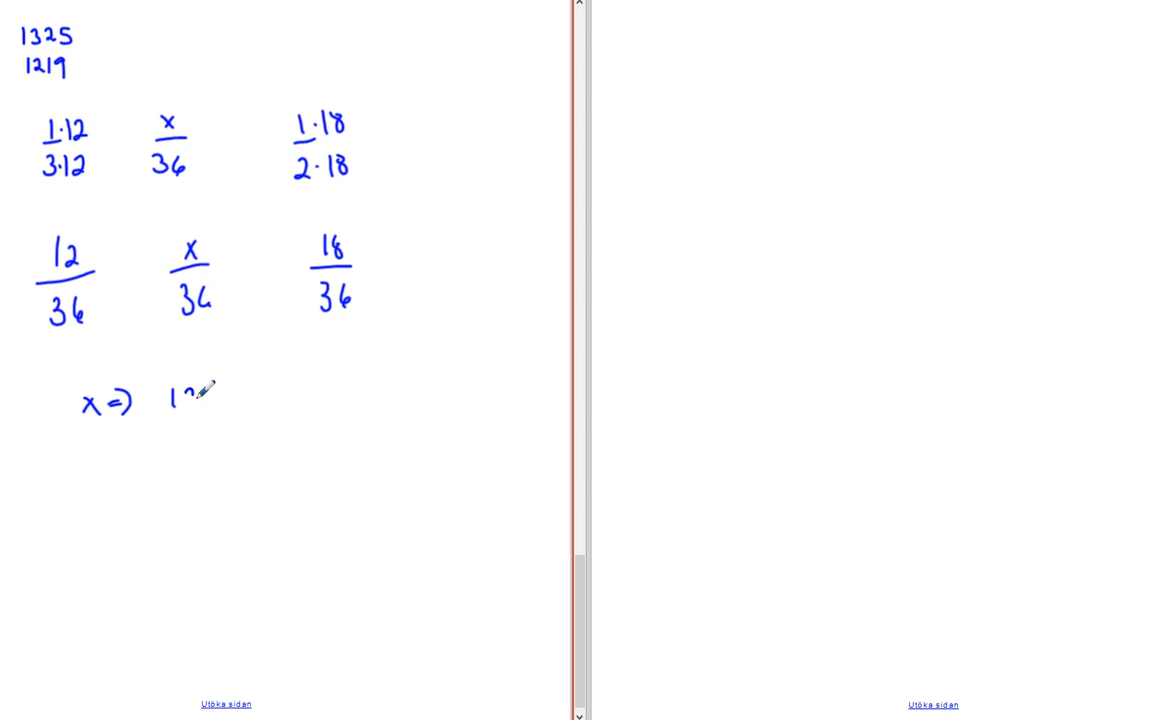 1325
1219
1·12 x 1·18
3·12 36 2·18
12 x 18
36 36 36
x =>
Utöka sidan Utöka sidan